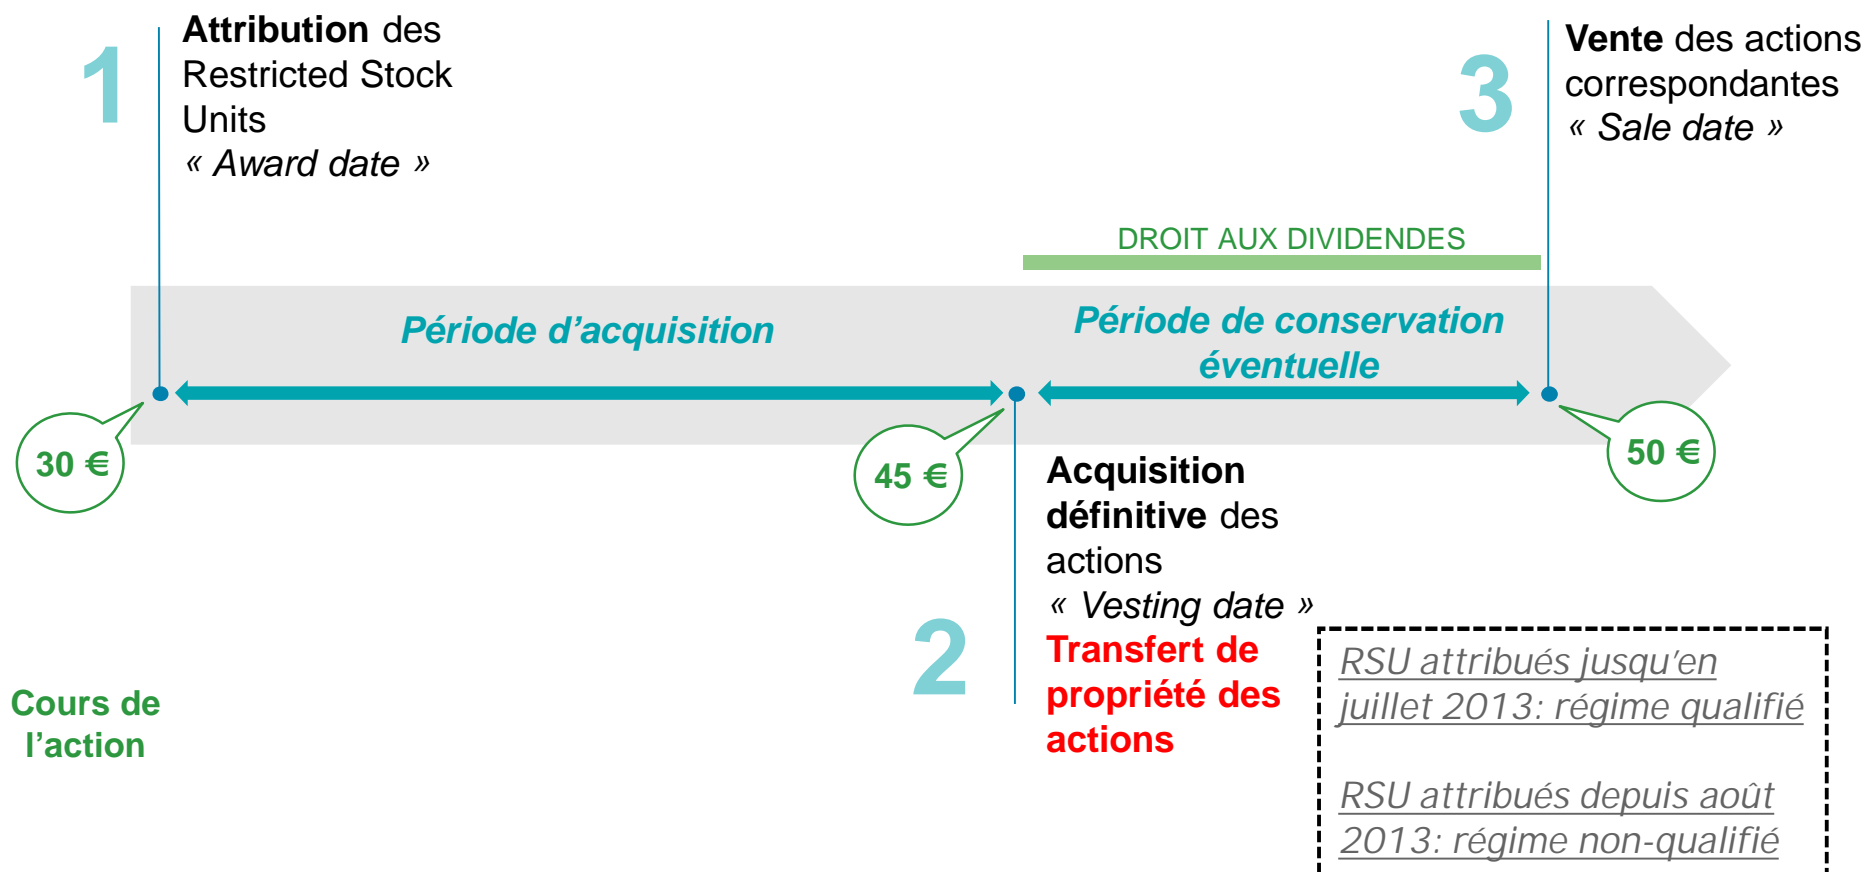 1
Attribution des
Restricted Stock
Units
« Award date »
3
Vente des actions
correspondantes
« Sale date »
DROIT AUX DIVIDENDES
Période d’acquisition
Période de conservation
éventuelle
30 €
45 €
50 €
2
Acquisition
définitive des
actions
« Vesting date »
Transfert de
propriété des
actions
Cours de
l’action
RSU attribués jusqu’en
juillet 2013: régime qualifié
RSU attribués depuis août
2013: régime non-qualifié